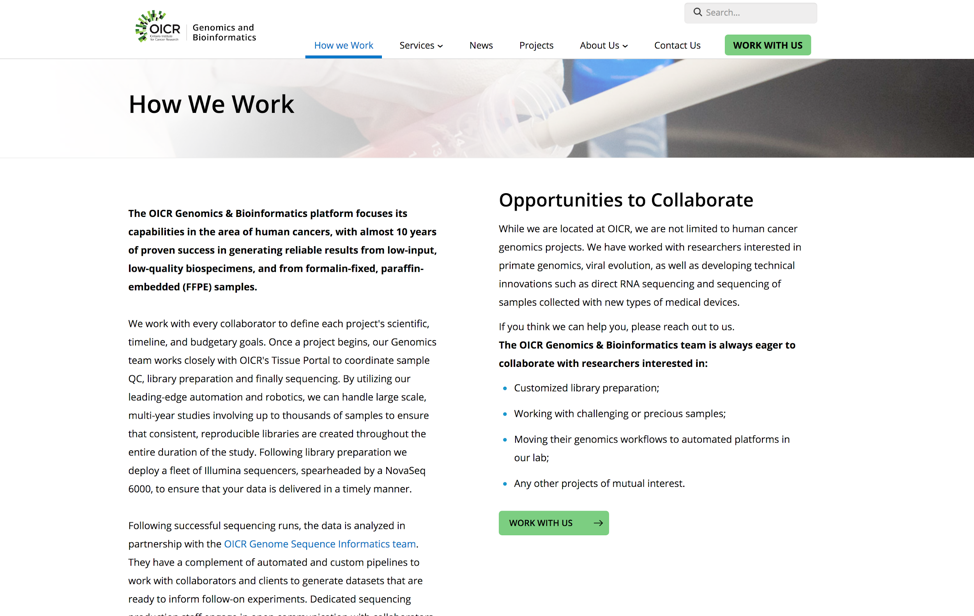 Search...
OICR
Genomics and
Bioinformatics
How we Work
Services
News
Projects
About Us
Contact Us
WORK WITH US
How We Work
The OICR Genomics & Bioinformatics platform focuses its
capabilities in the area of human cancers, with almost 10 years
of proven success in generating reliable results from low-input,
low-quality biospecimens, and from formalin-fixed, paraffin-
embedded (FFPE) samples.
We work with every collaborator to define each project's scientific,
timeline, and budgetary goals. Once a project begins, our Genomics
team works closely with OICR's Tissue Portal to coordinate sample
QC, library preparation and finally sequencing. By utilizing our
leading-edge automation and robotics, we can handle large scale,
multi-year studies involving up to thousands of samples to ensure
that consistent, reproducible libraries are created throughout the
entire duration of the study. Following library preparation we
deploy a fleet of Illumina sequencers, spearheaded by a NovaSeq
6000, to ensure that your data is delivered in a timely manner.
Following successful sequencing runs, the data is analyzed in
partnership with the OICR Genome Sequence Informatics team.
They have a complement of automated and custom pipelines to
work with collaborators and clients to generate datasets that are
ready to inform follow-on experiments. Dedicated sequencing
Opportunities to Collaborate
While we are located at OICR, we are not limited to human cancer
genomics projects. We have worked with researchers interested in
primate genomics, viral evolution, as well as developing technical
innovations such as direct RNA sequencing and sequencing of
samples collected with new types of medical devices.
If you think we can help you, please reach out to us.
The OICR Genomics & Bioinformatics team is always eager to
collaborate with researchers interested in:
Customized library preparation;
Working with challenging or precious samples;
Moving their genomics workflows to automated platforms in
our lab;
Any other projects of mutual interest.
WORK WITH US